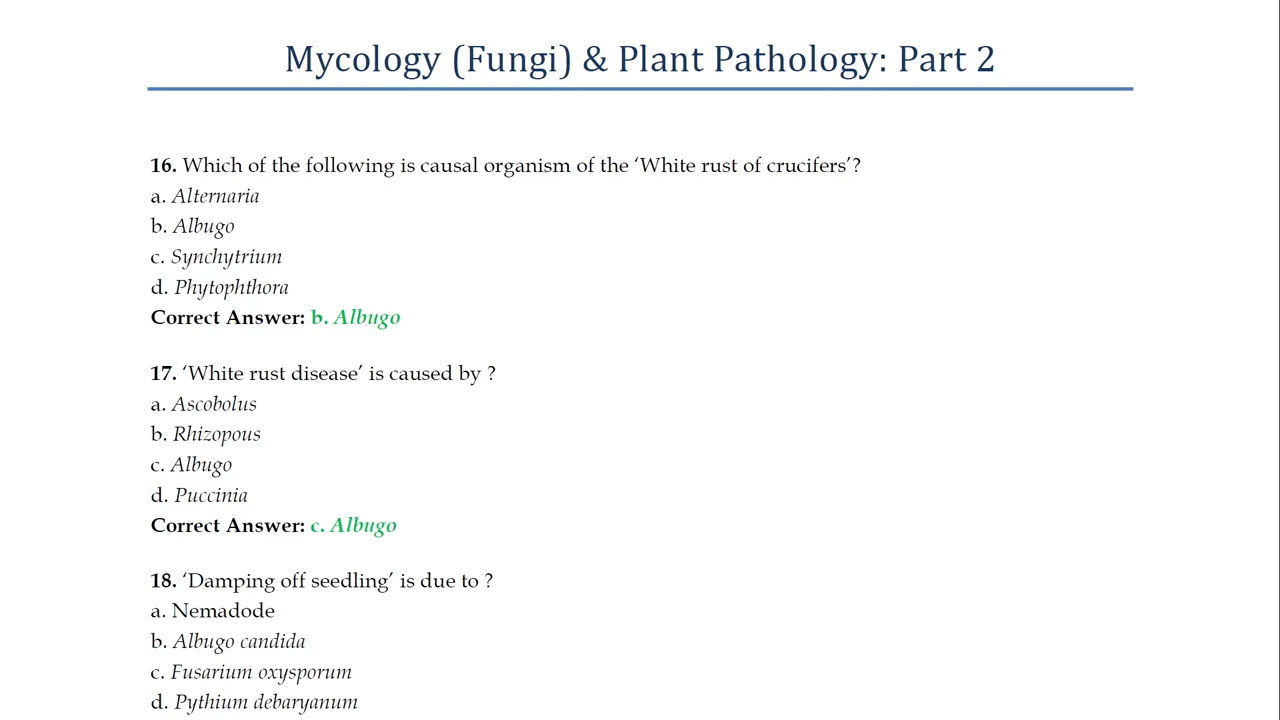 Mycology (Fungi) & Plant Pathology: Part 2
16. Which of the following is causal organism of the ‘White rust of crucifers’?
a. Alternaria
b. Albugo
c. Synchytrium
d. Phytophthora
Correct Answer: b. Albugo
17. ‘White rust disease’ is caused by ?
a. Ascobolus
b. Rhizopous
c. Albugo
d. Puccinia
Correct Answer: c. Albugo
18. ‘Damping off seedling’ is due to ?
a. Nemadode
b. Albugo candida
c. Fusarium oxysporum
d. Pythium debaryanum